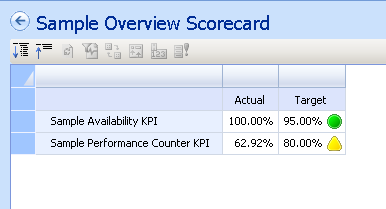 Sample Overview Scorecard
Actual Target
Sample Availability KPI 100.00% 95.00%
Sample Performance Counter KPI 62.92% 80.00%